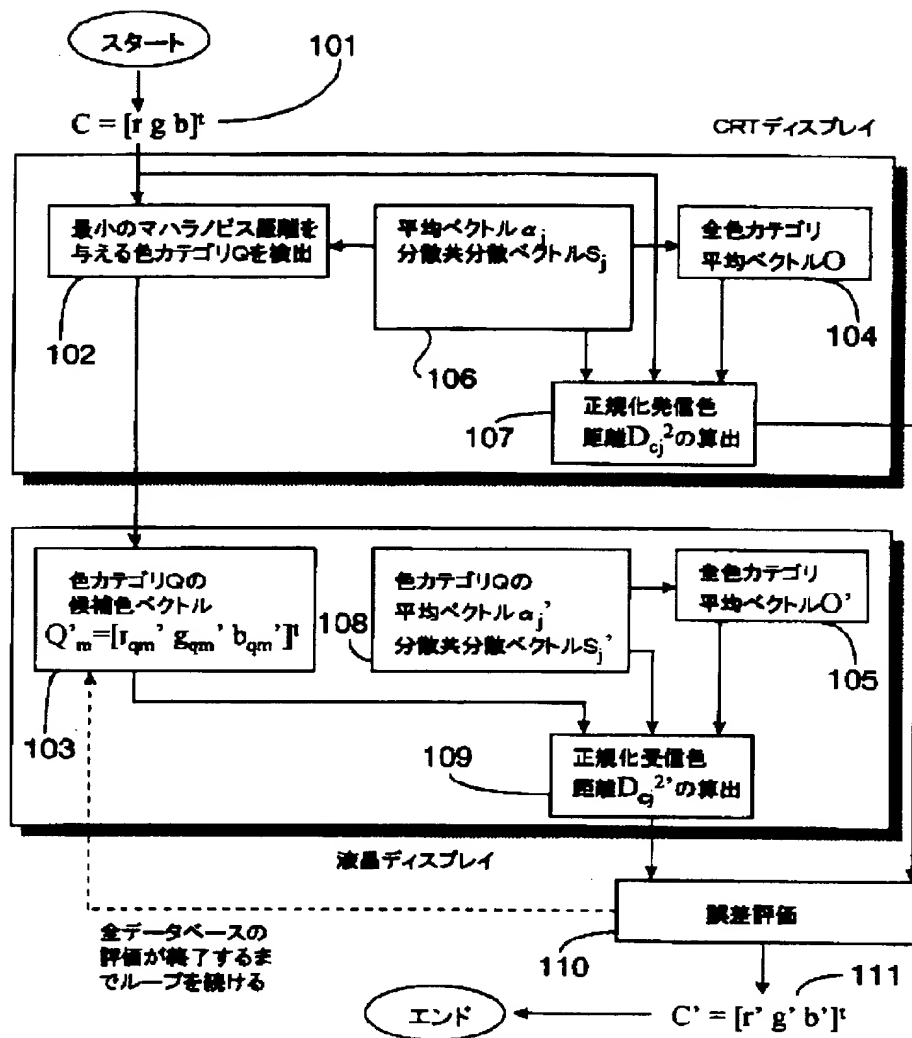 スタート
101
C = [r g b]ᵗ
CRTディスプレイ
最小のマハラノビス距離を
与える色カテゴリQを検出
平均ベクトルαj
分散共分散ベクトルSj
全色カテゴリ
平均ベクトルO
102
106
104
107
正規化発信色
距離Dcj²の算出
色カテゴリQの
候補色ベクトル
Q'm=[rqm' gqm' bqm']ᵗ
108
色カテゴリQの
平均ベクトルαj'
分散共分散ベクトルSj'
全色カテゴリ
平均ベクトルO'
103
105
109
正規化受信色
距離Dcj²'の算出
液晶ディスプレイ
全データベースの
評価が終了するま
でループを続ける
誤差評価
110
111
エンド
C' = [r' g' b']ᵗ